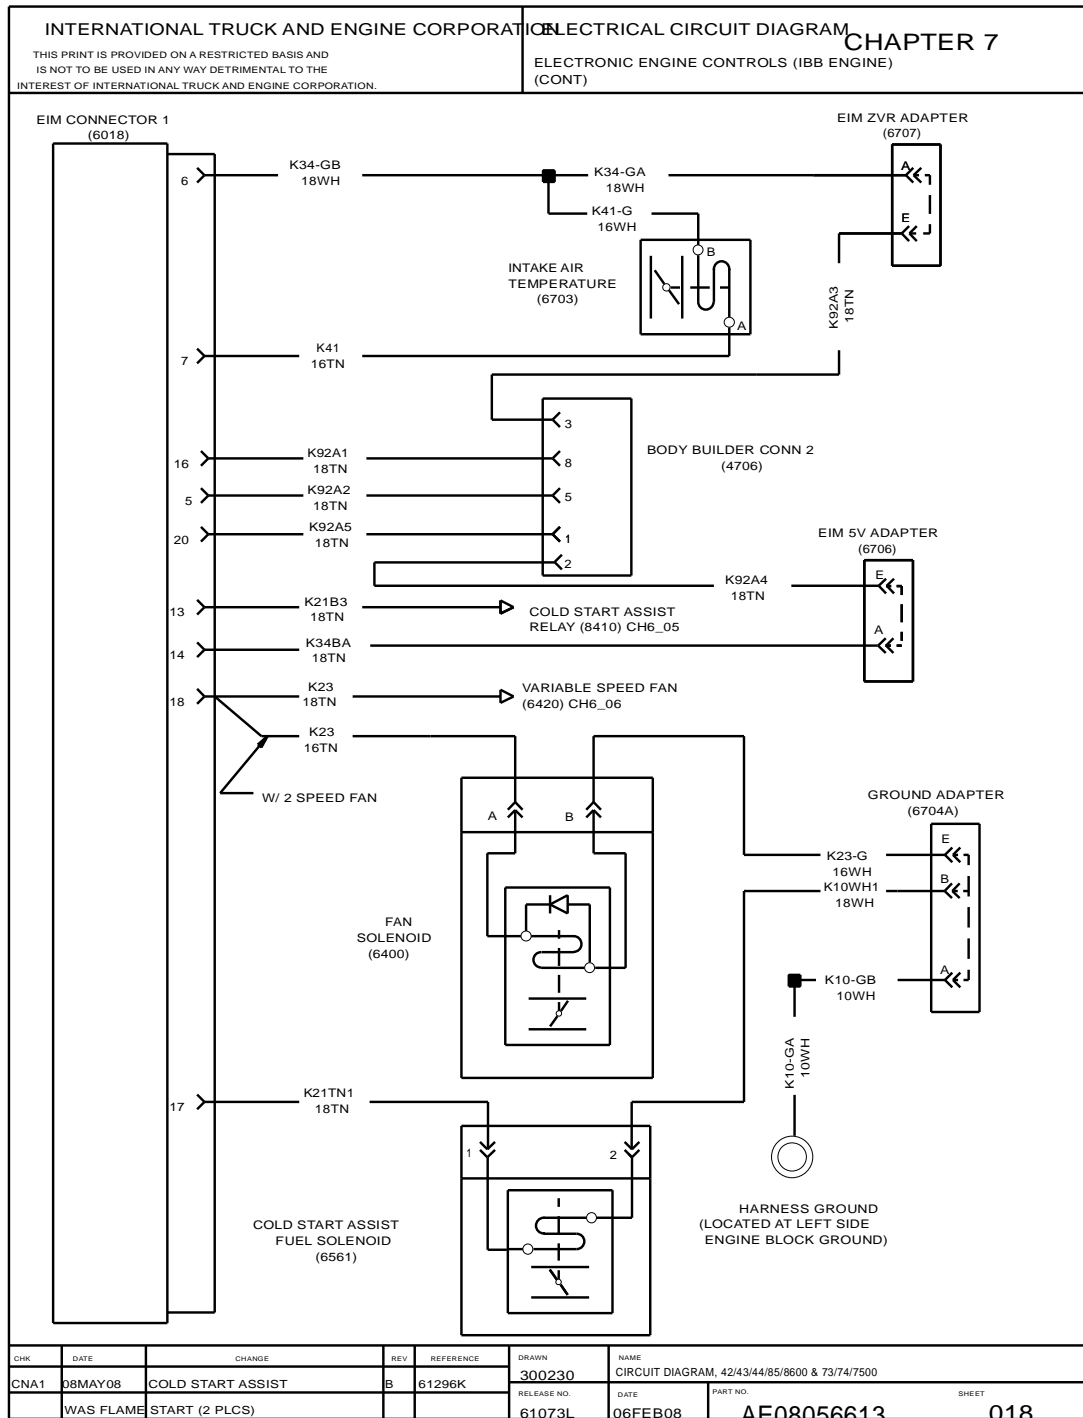 INTERNATIONAL TRUCK AND ENGINE CORPORATION
THIS PRINT IS PROVIDED ON A RESTRICTED BASIS AND
IS NOT TO BE USED IN ANY WAY DETRIMENTAL TO THE
INTEREST OF INTERNATIONAL TRUCK AND ENGINE CORPORATION.
ELECTRICAL CIRCUIT DIAGRAM
CHAPTER 7
ELECTRONIC ENGINE CONTROLS (IBB ENGINE)
(CONT)
EIM CONNECTOR 1
(6018)
EIM ZVR ADAPTER
(6707)
6
K34-GB
18WH
K34-GA
18WH
A
K41-G
16WH
E
B
INTAKE AIR
TEMPERATURE
(6703)
A
K92A3
18TN
7
K41
16TN
3
BODY BUILDER CONN 2
(4706)
16
K92A1
18TN
8
5
K92A2
18TN
5
20
K92A5
18TN
1
2
EIM 5V ADAPTER
(6706)
K92A4
18TN
E
13
K21B3
18TN
COLD START ASSIST
RELAY (8410) CH6_05
A
14
K34BA
18TN
18
K23
18TN
VARIABLE SPEED FAN
(6420) CH6_06
K23
16TN
W/ 2 SPEED FAN
A
B
GROUND ADAPTER
(6704A)
E
K23-G
16WH
B
K10WH1
18WH
A
K10-GB
10WH
FAN
SOLENOID
(6400)
K10-GA
10WH
17
K21TN1
18TN
1
2
HARNESS GROUND
(LOCATED AT LEFT SIDE
ENGINE BLOCK GROUND)
COLD START ASSIST
FUEL SOLENOID
(6561)
CHK DATE CHANGE REV REFERENCE
CNA1 08MAY08 COLD START ASSIST B 61296K
WAS FLAME START (2 PLCS)
DRAWN
300230
NAME
CIRCUIT DIAGRAM, 42/43/44/85/8600 & 73/74/7500
RELEASE NO.
61073L
DATE
06FEB08
PART NO.
AE08056613
SHEET
018